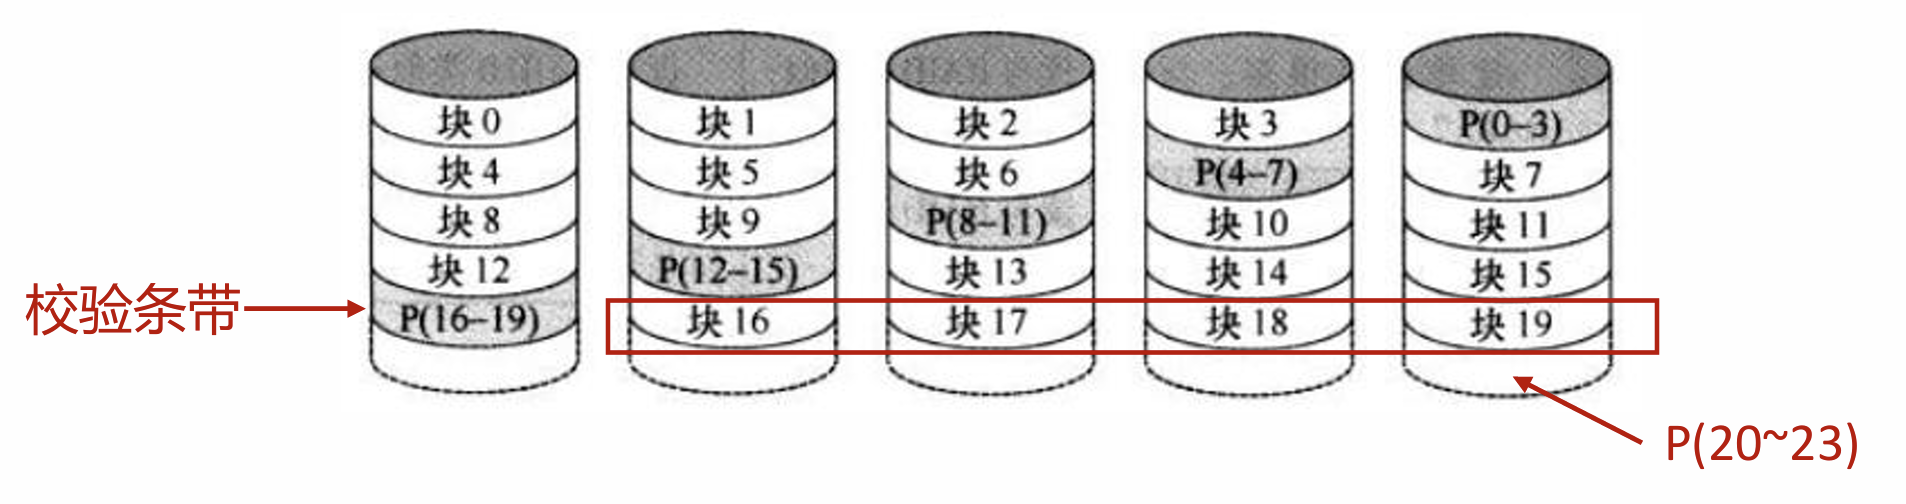 块 0 块 1 块 2 块 3 P(0–3)
块 4 块 5 块 6 P(4–7) 块 7
块 8 块 9 P(8–11) 块 10 块 11
块 12 P(12–15) 块 13 块 14 块 15
校验条带 P(16–19) 块 16 块 17 块 18 块 19
P(20~23)